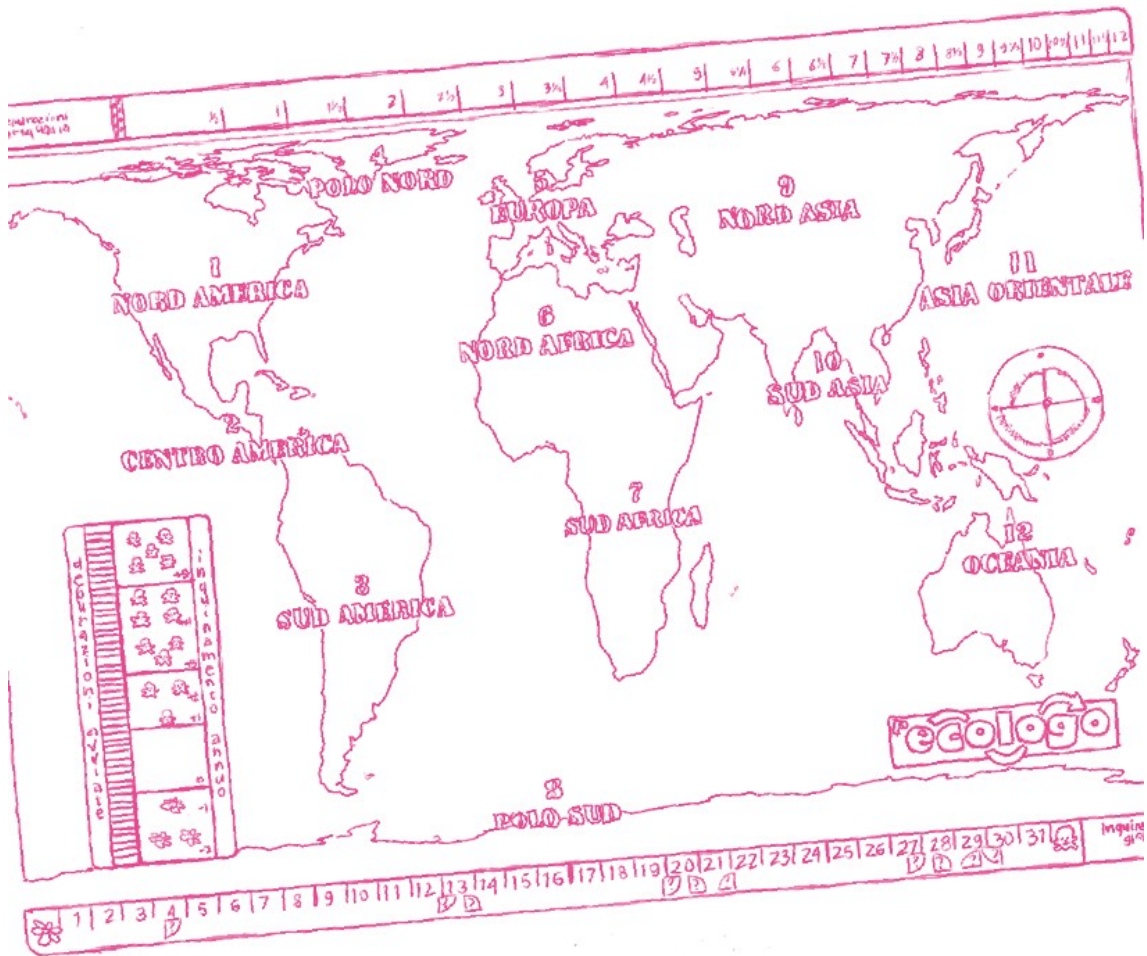 ½ 1 1½ 2 2½ 3 3½ 4 4½ 5 5½ 6 6½ 7 7½ 8 8½ 9 9½ 10 10½ 11 11½ 12
4
POLO NORD
5
EUROPA
9
NORD ASIA
1
NORD AMERICA
11
ASIA ORIENTALE
6
NORD AFRICA
10
SUD ASIA
2
CENTRO AMERICA
7
SUD AFRICA
12
OCEANIA
3
SUD AMERICA
inquinamento annuo
ecologo
8
POLO SUD
1 2 3 4 5 6 7 8 9 10 11 12 13 14 15 16 17 18 19 20 21 22 23 24 25 26 27 28 29 30 31